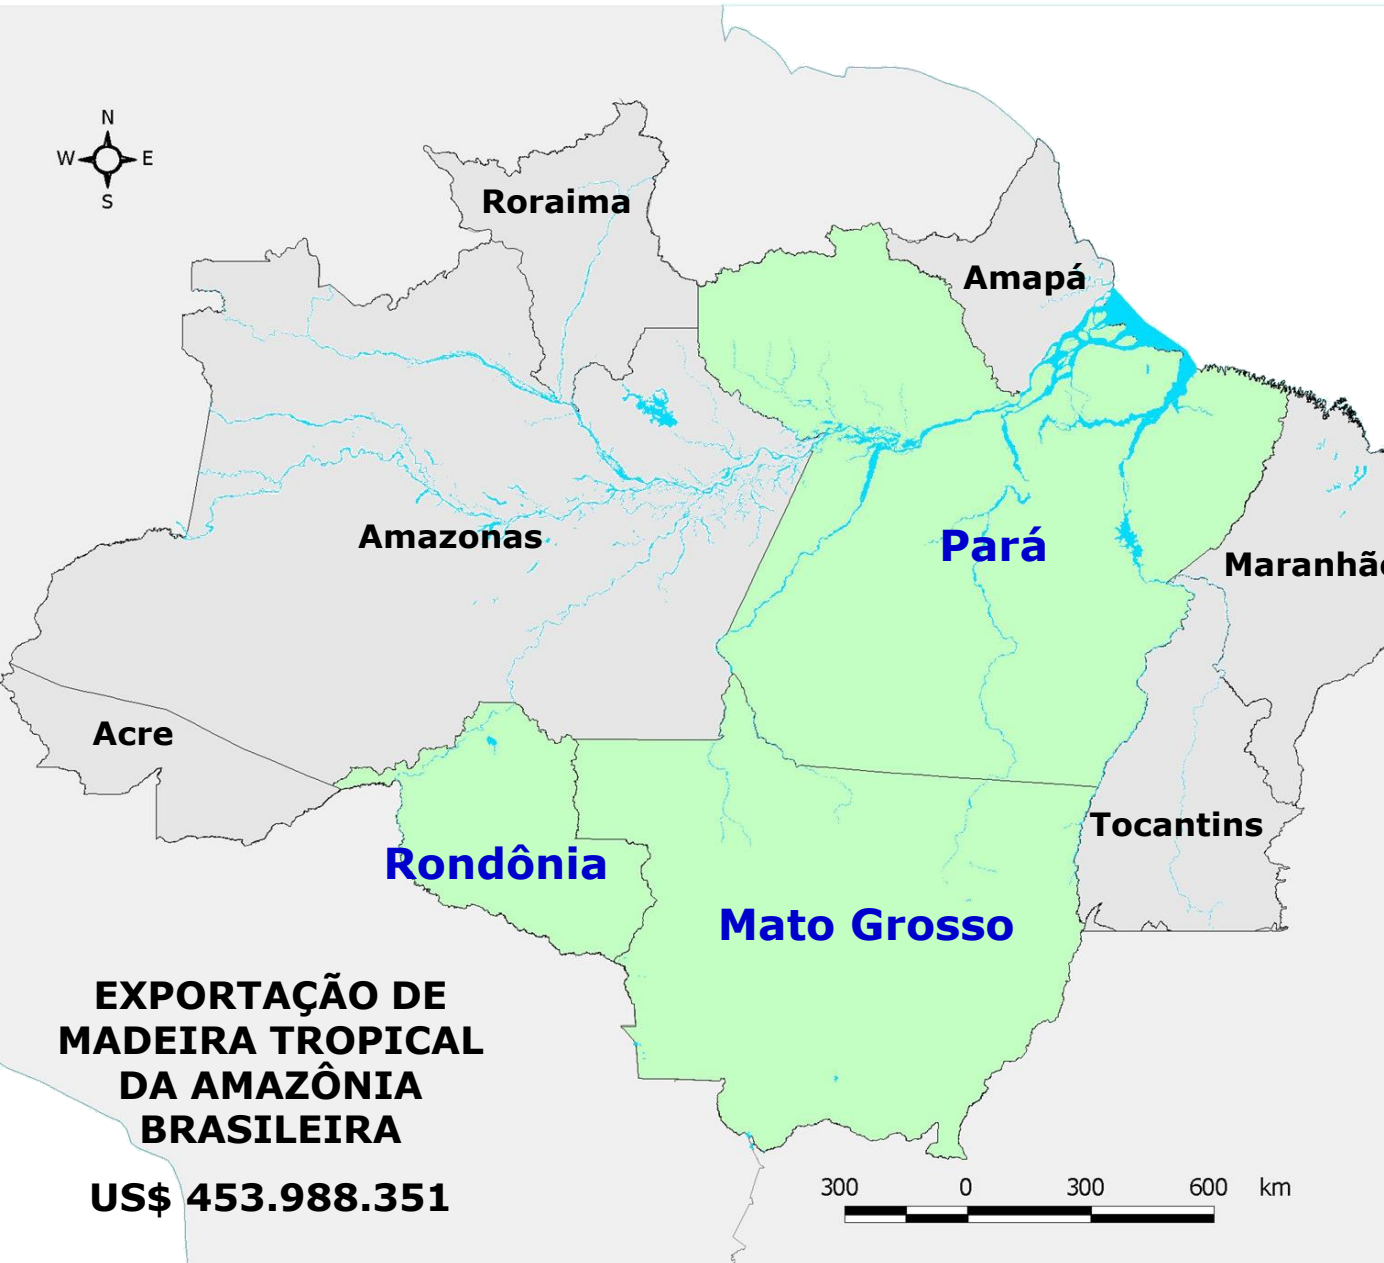 N
W E
S
Roraima
Amapá
Amazonas
Pará
Maranhão
Acre
Tocantins
Rondônia
Mato Grosso
EXPORTAÇÃO DE
MADEIRA TROPICAL
DA AMAZÔNIA
BRASILEIRA
US$ 453.988.351
300 0 300 600 km